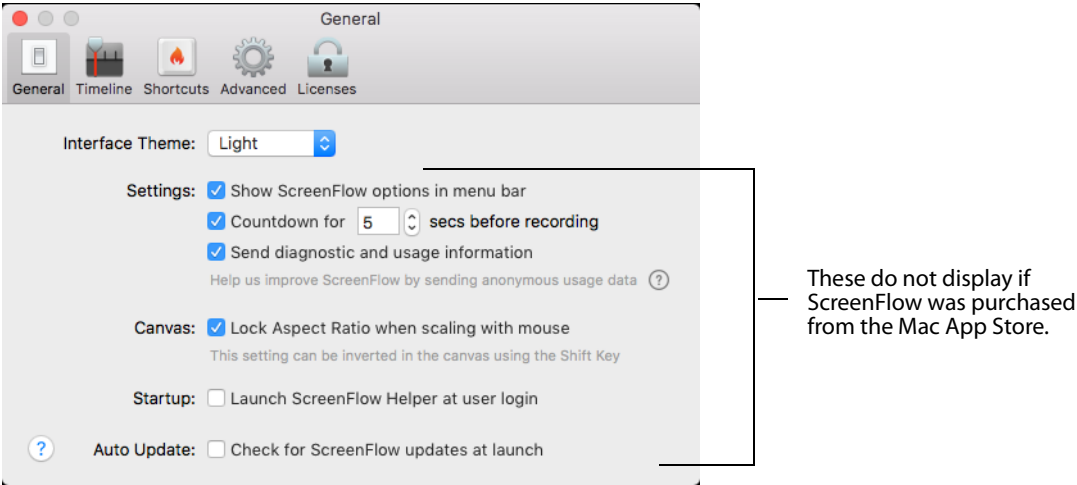 General
General Timeline Shortcuts Advanced Licenses
Interface Theme: Light
Settings: Show ScreenFlow options in menu bar
Countdown for 5 secs before recording
Send diagnostic and usage information
Help us improve ScreenFlow by sending anonymous usage data ?
Canvas: Lock Aspect Ratio when scaling with mouse
This setting can be inverted in the canvas using the Shift Key
Startup: Launch ScreenFlow Helper at user login
? Auto Update: Check for ScreenFlow updates at launch
These do not display if
ScreenFlow was purchased
from the Mac App Store.